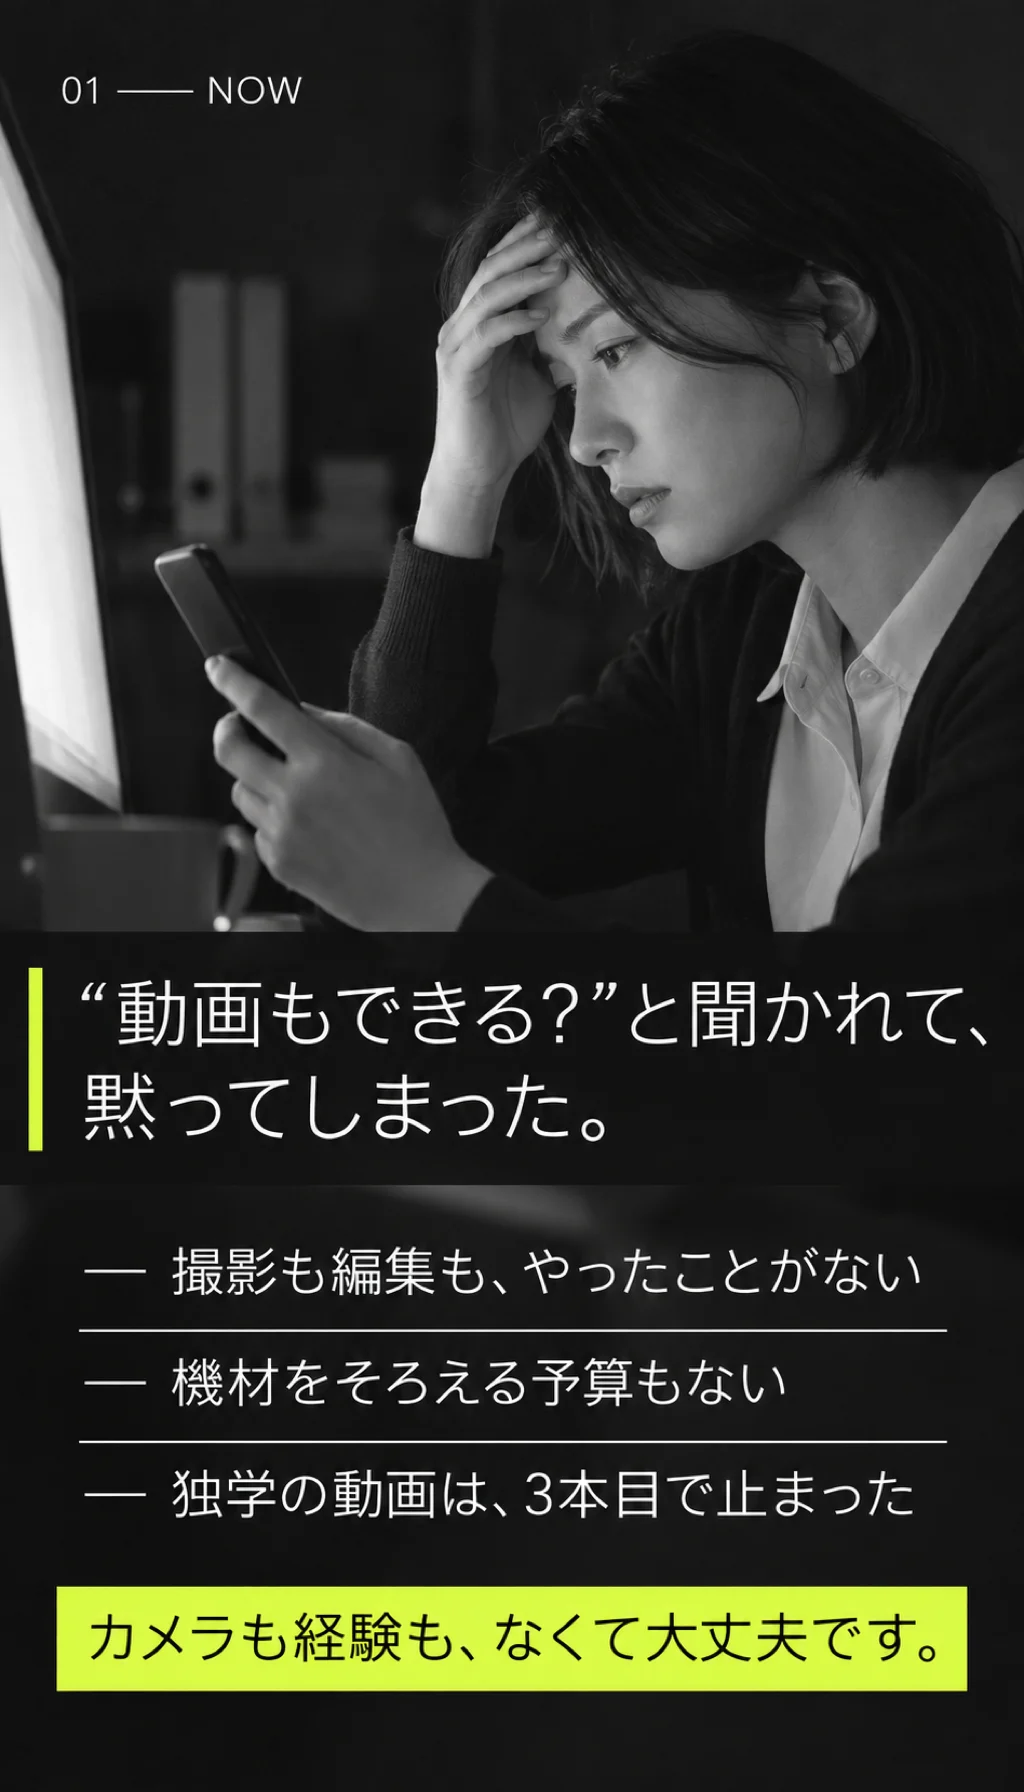 01 — NOW
“動画もできる？”と聞かれて、
黙ってしまった。
— 撮影も編集も、やったことがない
— 機材をそろえる予算もない
— 独学の動画は、3本目で止まった
カメラも経験も、なくて大丈夫です。